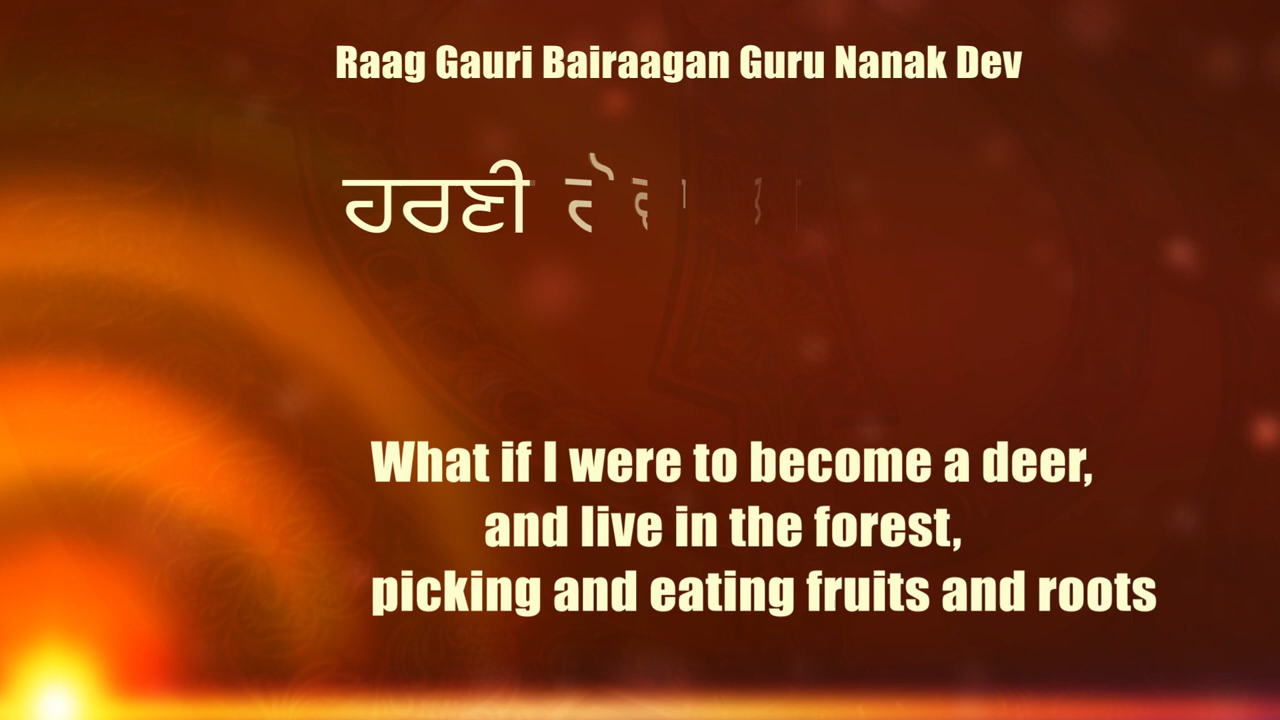 Raag Gauri Bairaagan Guru Nanak Dev
ਹਰਣੀ
What if I were to become a deer,
and live in the forest,
picking and eating fruits and roots